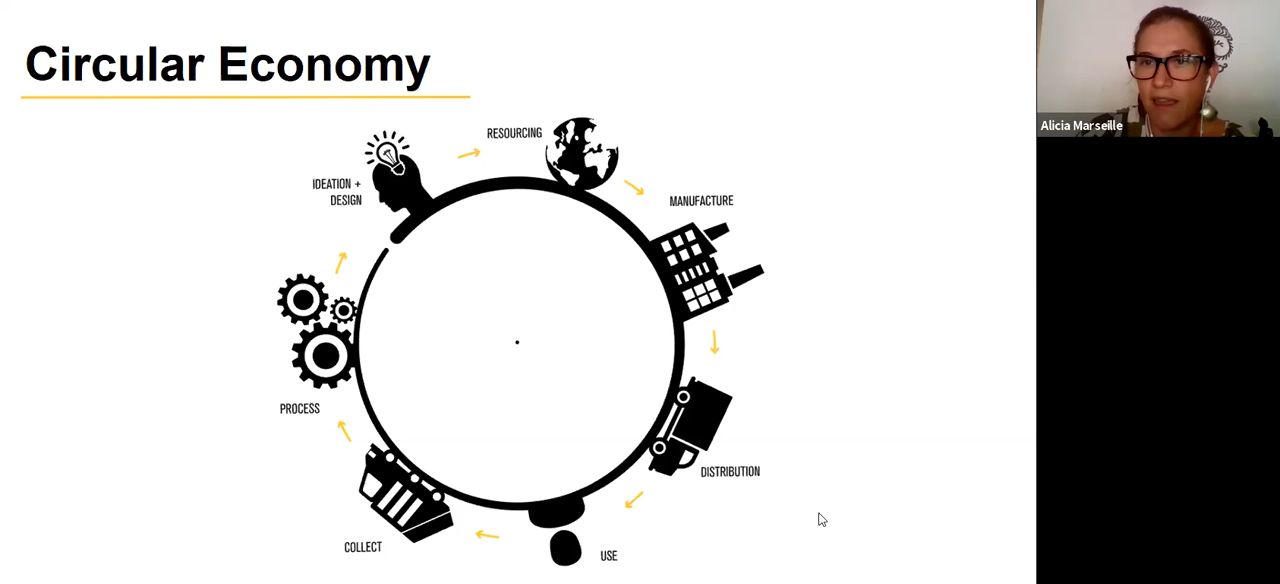 Circular Economy
RESOURCING
IDEATION +
DESIGN
MANUFACTURE
DISTRIBUTION
USE
COLLECT
PROCESS
Alicia Marseille